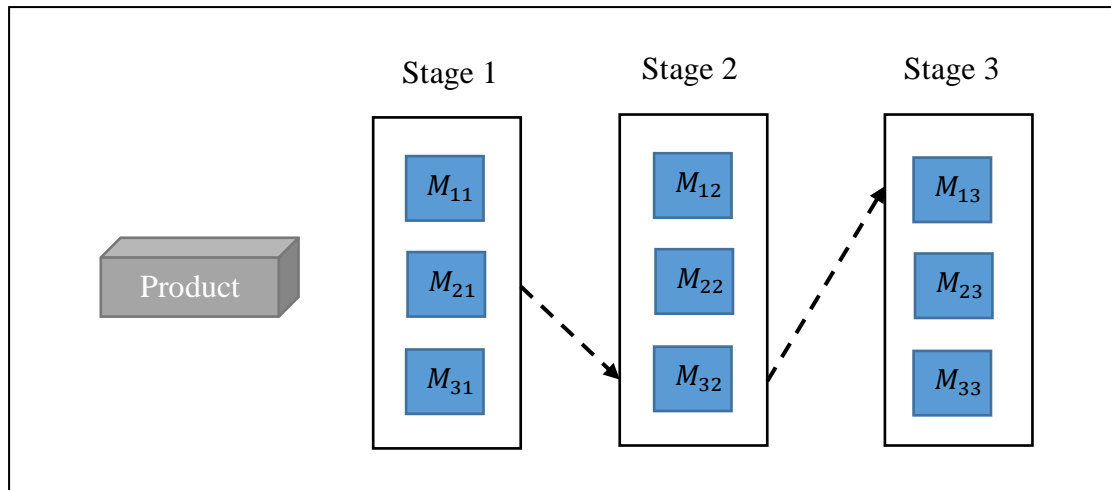 Stage 1
Stage 2
Stage 3
M₁₁
M₁₂
M₁₃
Product
M₂₁
M₂₂
M₂₃
M₃₁
M₃₂
M₃₃